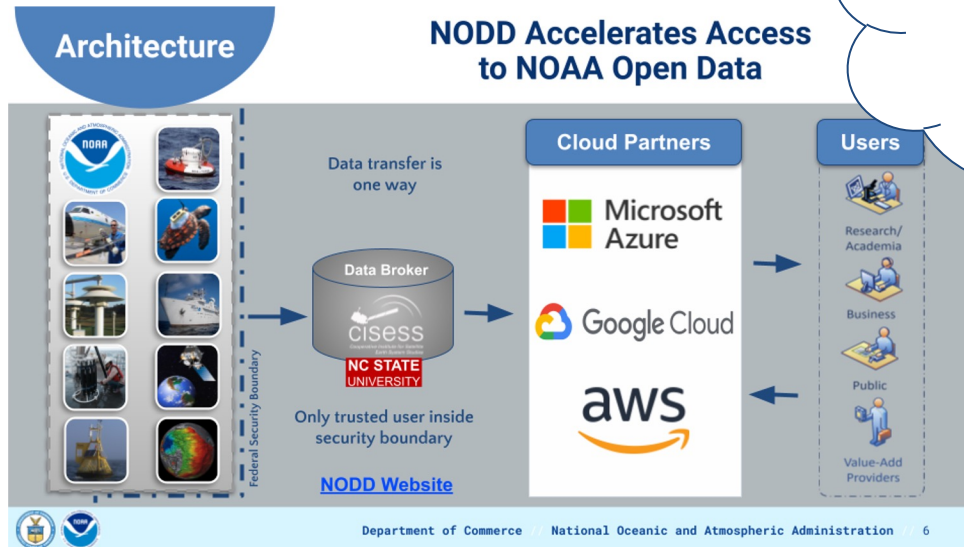 Architecture
NODD Accelerates Access
to NOAA Open Data
NOAA
Federal Security Boundary
Data transfer is
one way
Data Broker
cisess
NC STATE
UNIVERSITY
Only trusted user inside
security boundary
NODD Website
Cloud Partners
Microsoft
Azure
Google Cloud
aws
Users
Research/
Academia
Business
Public
Value-Add
Providers
NOAA
Department of Commerce // National Oceanic and Atmospheric Administration // 6